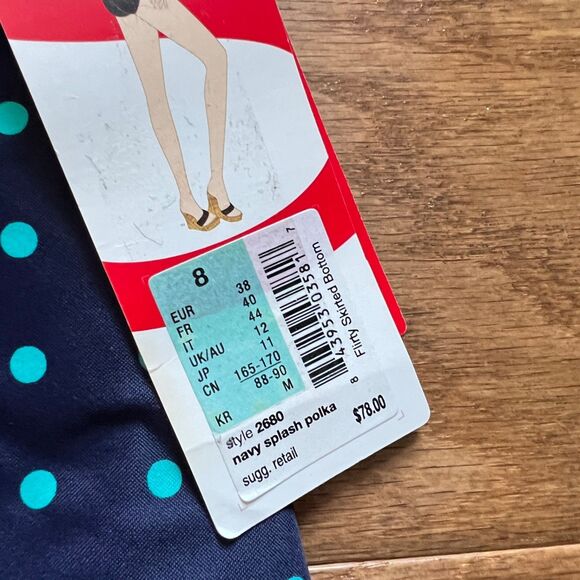 8
EUR 38
FR 40
IT 44
UK/AU 12
JP 11
CN 165-170
88-90
KR M
style 2680
navy splash polka
sugg. retail
$78.00
8 43953 03581 7
Flirty Skirted Bottom